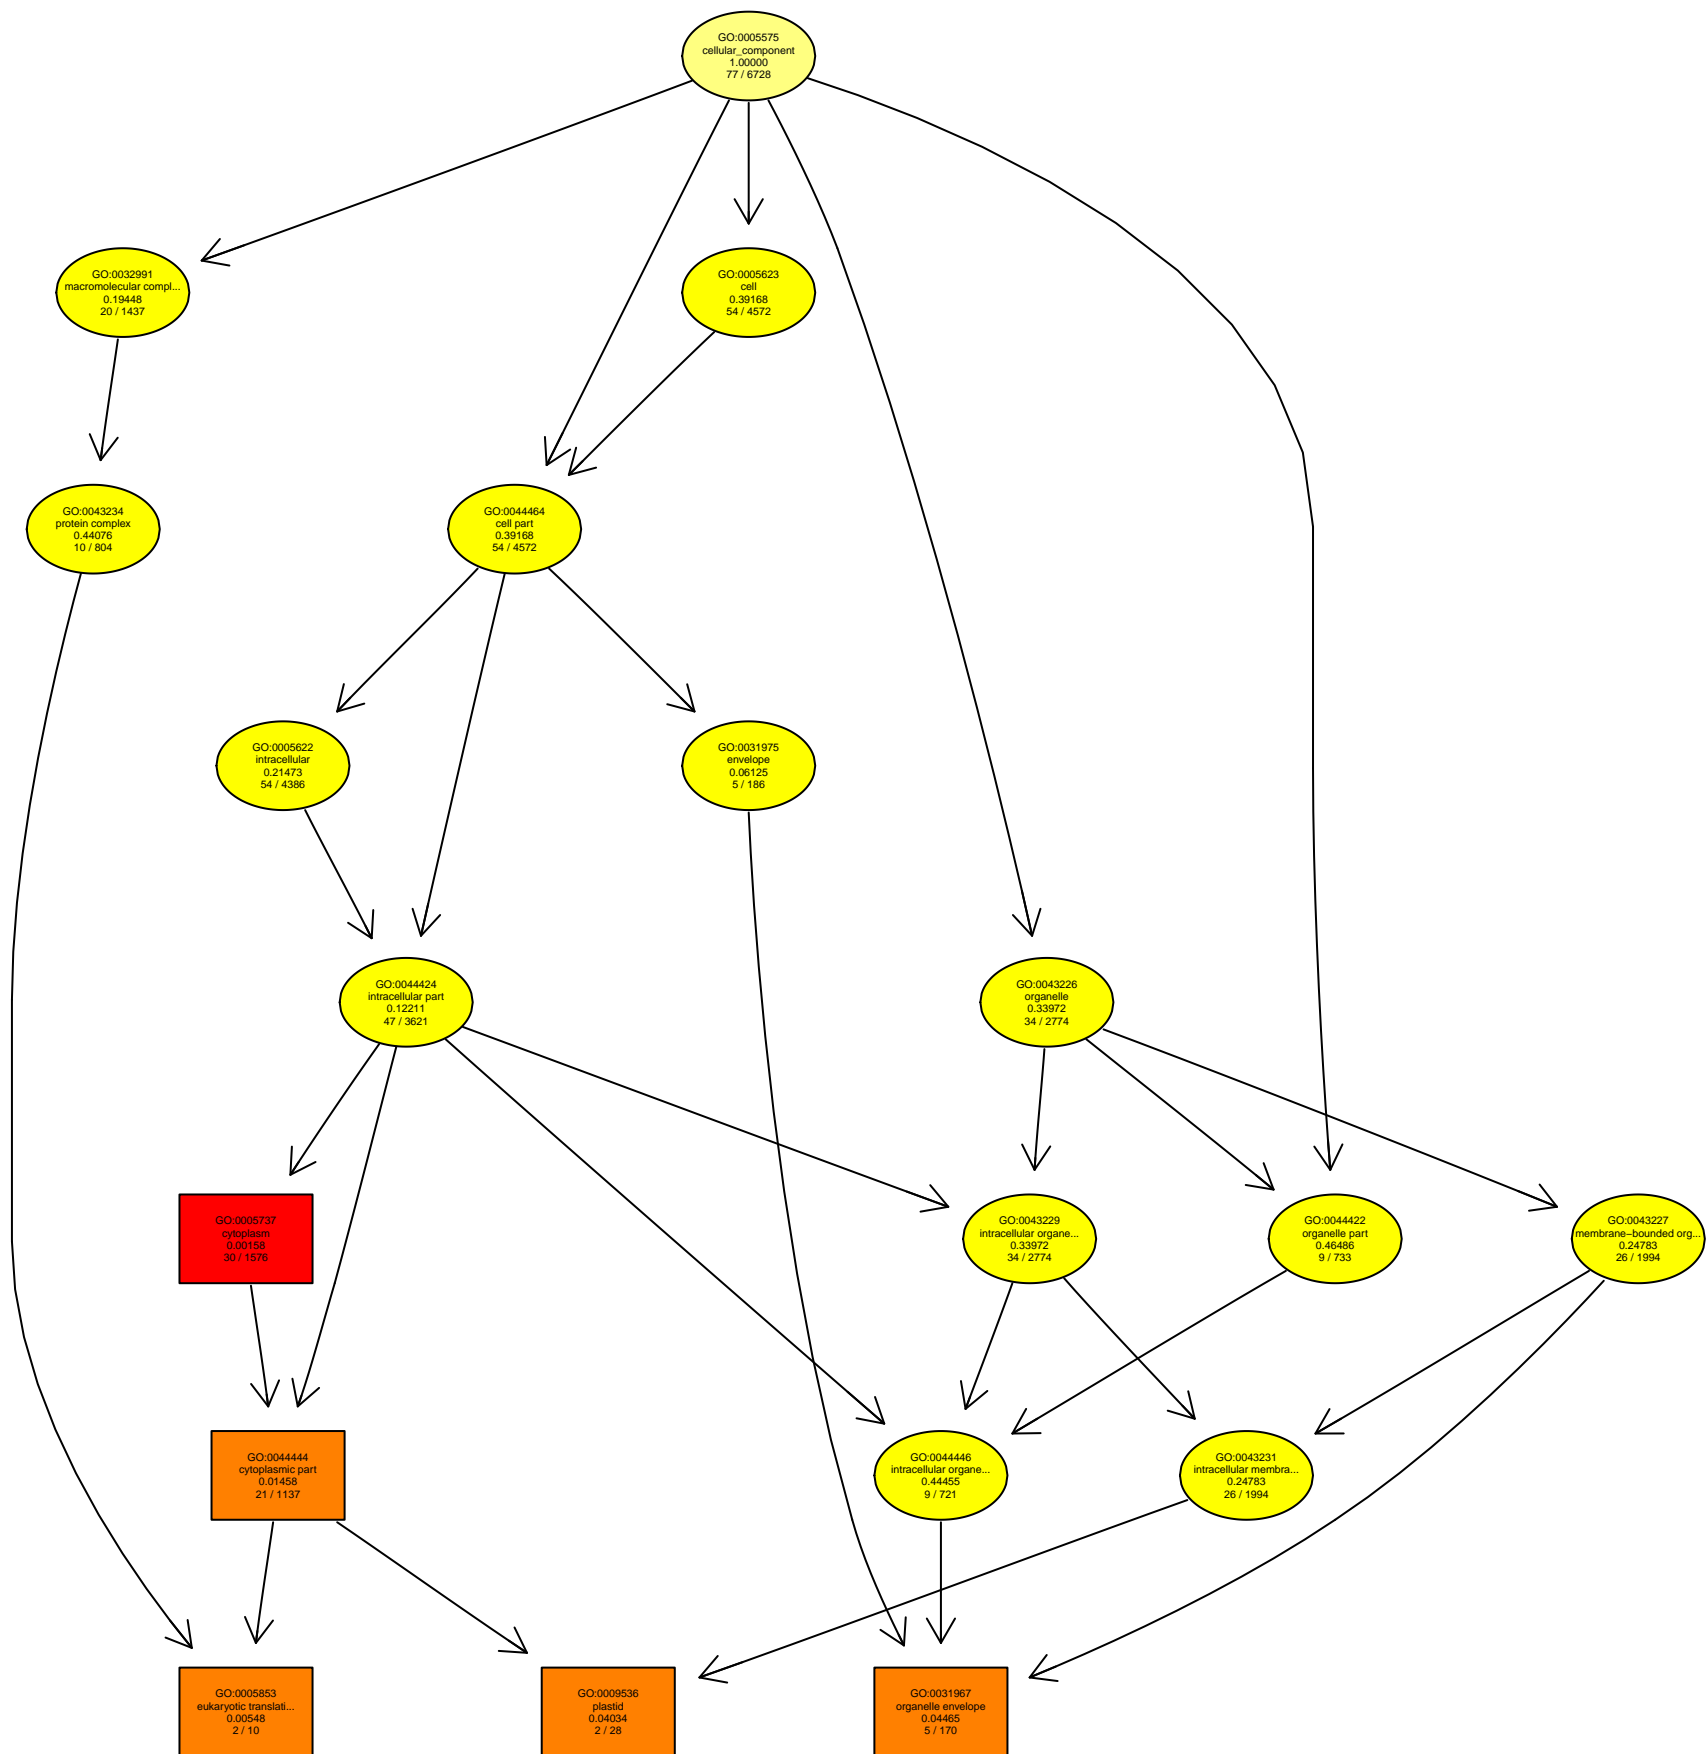 GO:0005575
cellular_component
1.00000
77 / 6728
GO:0032991
macromolecular compl...
0.19448
20 / 1437
GO:0005623
cell
0.39168
54 / 4572
GO:0043234
protein complex
0.44076
10 / 804
GO:0044464
cell part
0.39168
54 / 4572
GO:0005622
intracellular
0.21473
54 / 4386
GO:0031975
envelope
0.06125
5 / 186
GO:0044424
intracellular part
0.12211
47 / 3621
GO:0043226
organelle
0.33972
34 / 2774
GO:0005737
cytoplasm
0.00158
30 / 1576
GO:0043229
intracellular organe...
0.33972
34 / 2774
GO:0044422
organelle part
0.46486
9 / 733
GO:0043227
membrane−bounded org...
0.24783
26 / 1994
GO:0044444
cytoplasmic part
0.01458
21 / 1137
GO:0044446
intracellular organe...
0.44455
9 / 721
GO:0043231
intracellular membra...
0.24783
26 / 1994
GO:0005853
eukaryotic translati...
0.00548
2 / 10
GO:0009536
plastid
0.04034
2 / 28
GO:0031967
organelle envelope
0.04465
5 / 170